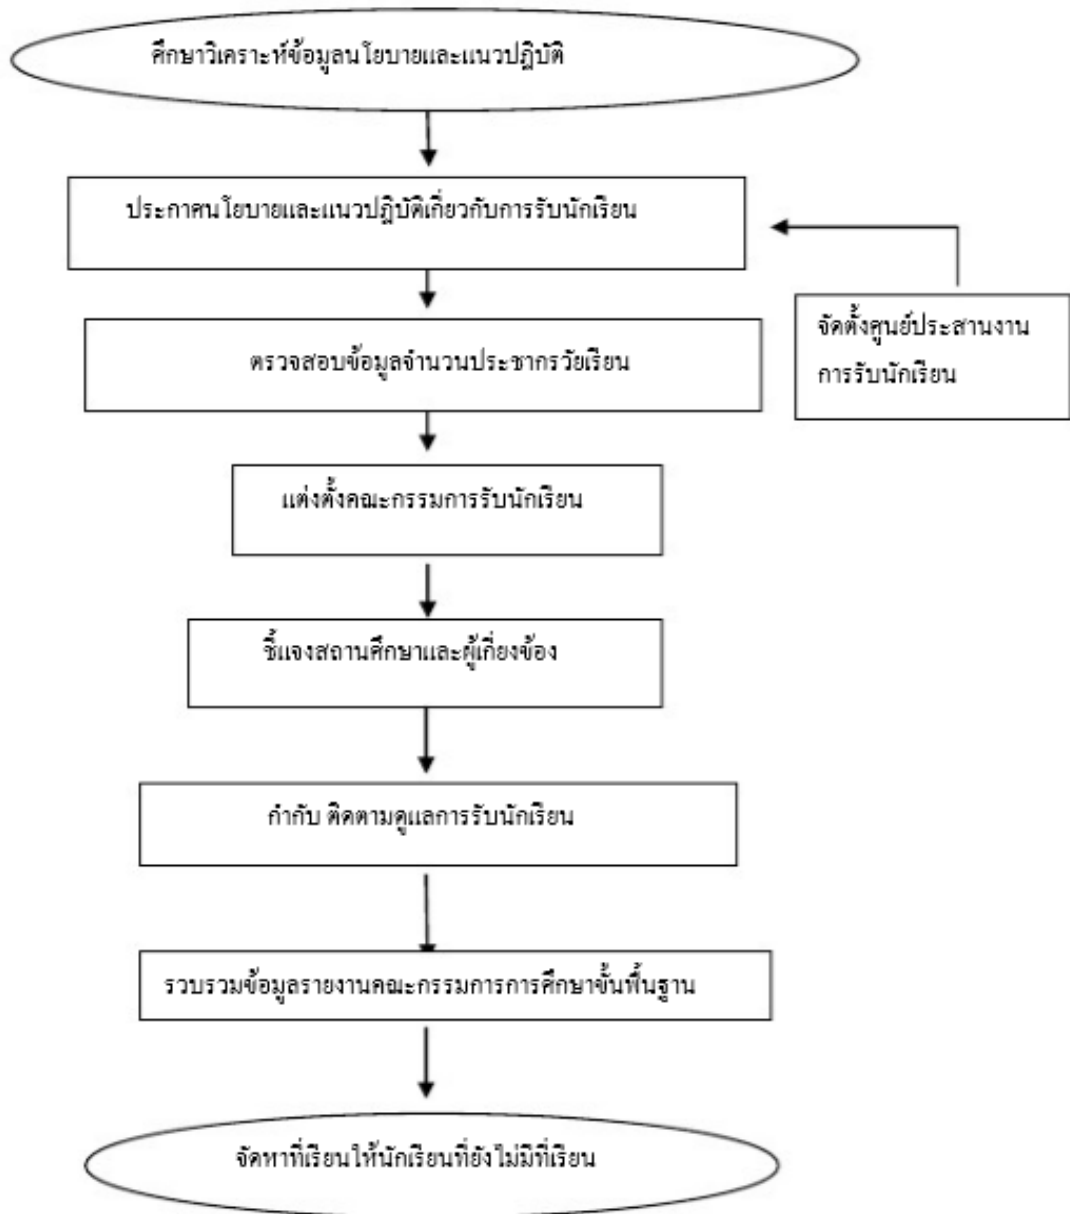 ศึกษาวิเคราะห์ข้อมูลนโยบายและแนวปฏิบัติ
ประกาศนโยบายและแนวปฏิบัติเกี่ยวกับการรับนักเรียน
จัดตั้งศูนย์ประสานงาน
การรับนักเรียน
ตรวจสอบข้อมูลจำนวนประชากรวัยเรียน
แต่งตั้งคณะกรรมการรับนักเรียน
ชี้แจงสถานศึกษาและผู้เกี่ยงข้อง
กำกับ ติดตามดูแลการรับนักเรียน
รวบรวมข้อมูลรายงานคณะกรรมการการศึกษาขั้นพื้นฐาน
จัดหาที่เรียนให้นักเรียนที่ยังไม่มีที่เรียน